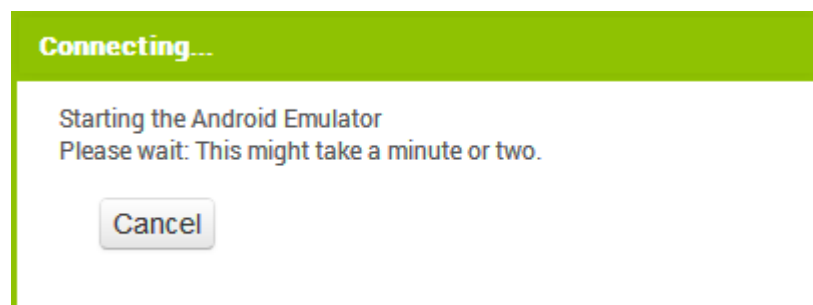 Connecting...
Starting the Android Emulator
Please wait: This might take a minute or two.
Cancel